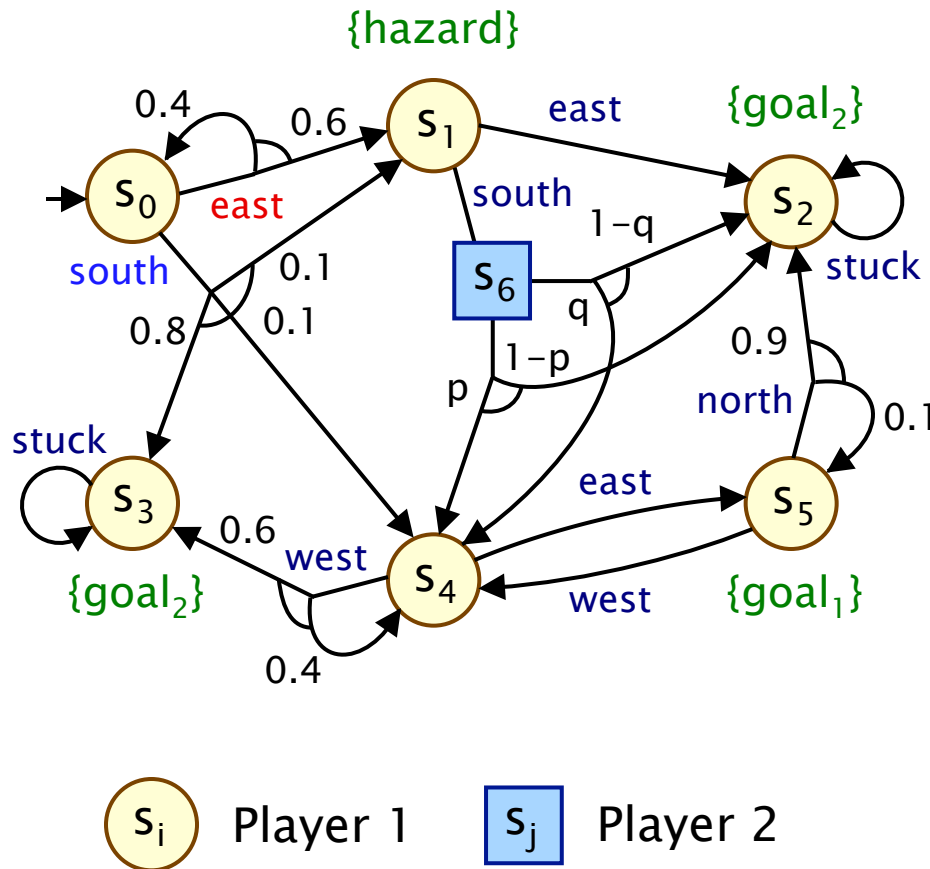 {hazard}
0.4
0.6
s₁
east
{goal₂}
s₀
east
south
1-q
s₂
south
0.1
s₆
q
stuck
0.8
0.1
1-p
0.9
p
north
0.1
stuck
east
s₃
0.6
s₅
west
s₄
{goal₂}
west
{goal₁}
0.4
sᵢ Player 1
sⱼ Player 2